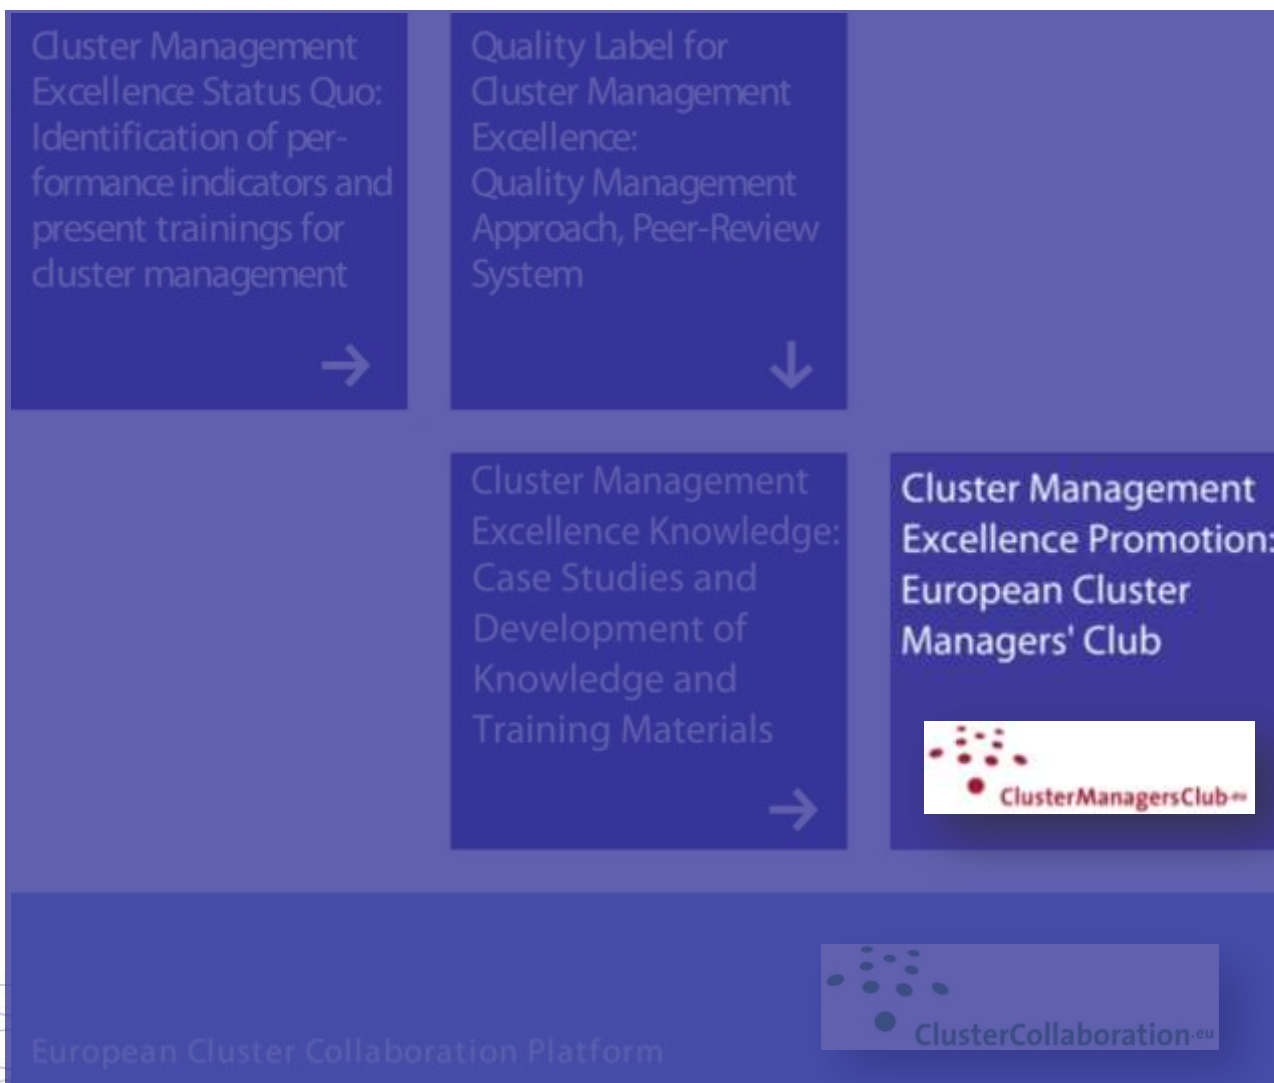 Cluster Management
Excellence Status Quo:
Identification of per-
formance indicators and
present trainings for
cluster management
Quality Label for
Cluster Management
Excellence:
Quality Management
Approach, Peer-Review
System
Cluster Management
Excellence Knowledge:
Case Studies and
Development of
Knowledge and
Training Materials
Cluster Management
Excellence Promotion:
European Cluster
Managers' Club
ClusterManagersClub.eu
European Cluster Collaboration Platform
ClusterCollaboration.eu